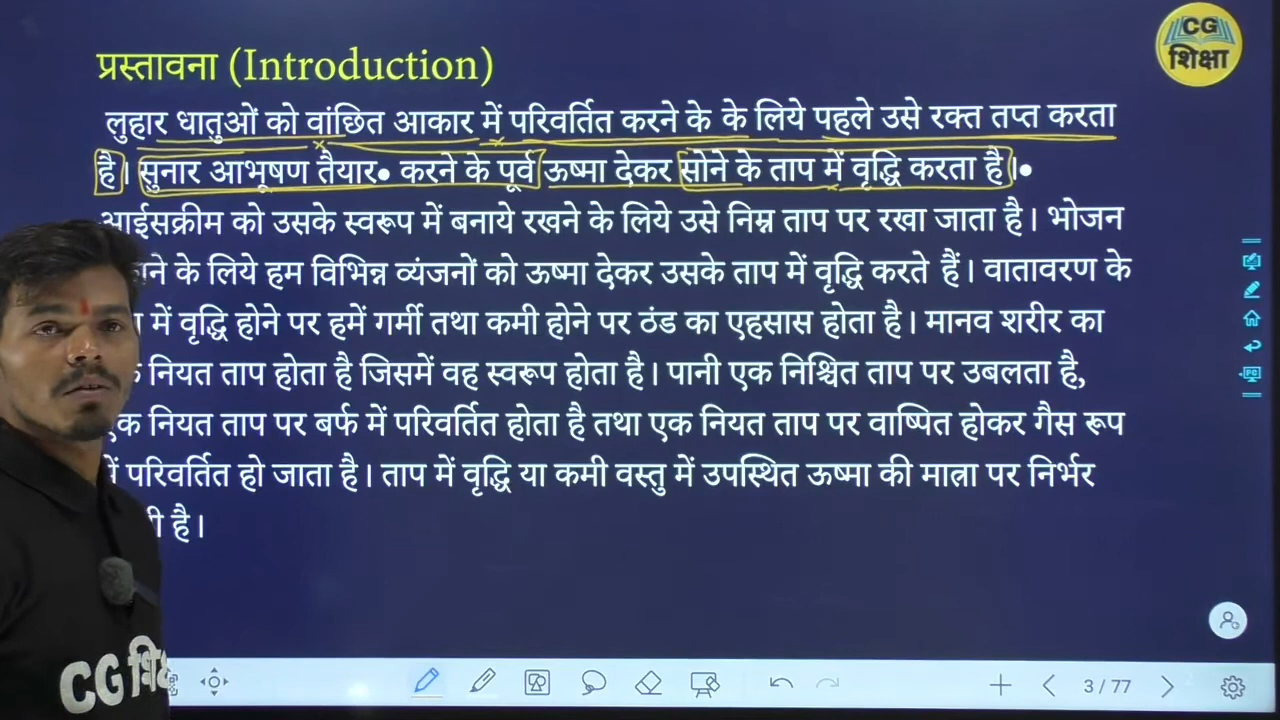 प्रस्तावना (Introduction)
CG
शिक्षा
लुहार धातुओं को वांछित आकार में परिवर्तित करने के के लिये पहले उसे रक्त तप्त करता
है। सुनार आभूषण तैयार• करने के पूर्व ऊष्मा देकर सोने के ताप में वृद्धि करता है।•
आईसक्रीम को उसके स्वरूप में बनाये रखने के लिये उसे निम्न ताप पर रखा जाता है। भोजन
के लिये हम विभिन्न व्यंजनों को ऊष्मा देकर उसके ताप में वृद्धि करते हैं। वातावरण के
में वृद्धि होने पर हमें गर्मी तथा कमी होने पर ठंड का एहसास होता है। मानव शरीर का
नियत ताप होता है जिसमें वह स्वरूप होता है। पानी एक निश्चित ताप पर उबलता है,
एक नियत ताप पर बर्फ में परिवर्तित होता है तथा एक नियत ताप पर वाष्पित होकर गैस रूप
में परिवर्तित हो जाता है। ताप में वृद्धि या कमी वस्तु में उपस्थित ऊष्मा की मात्रा पर निर्भर
है।
CG शिक्षा
PC
3 / 77